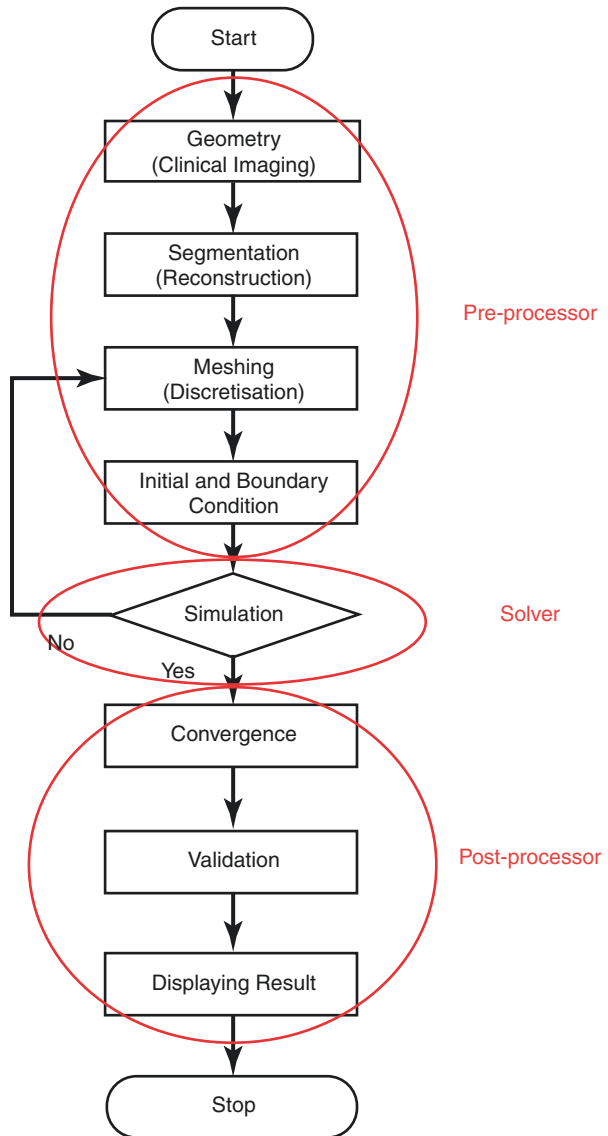 Start
Geometry
(Clinical Imaging)
Segmentation
(Reconstruction)
Pre-processor
Meshing
(Discretisation)
Initial and Boundary
Condition
Simulation
Solver
No
Yes
Convergence
Validation
Post-processor
Displaying Result
Stop